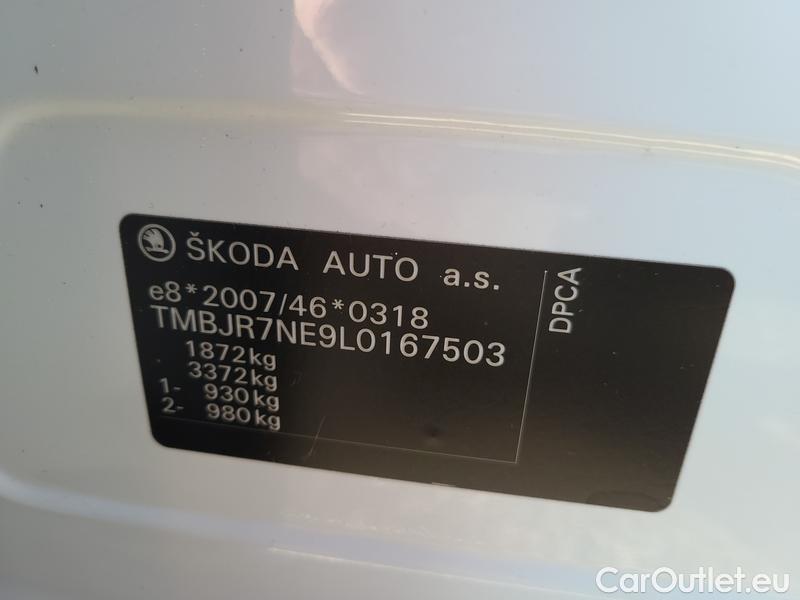 ŠKODA AUTO a.s.
e8*2007/46*0318
TMBJR7NE9L0167503
1872kg
3372kg
1- 930kg
2- 980kg
DPCA
CarOutlet.eu